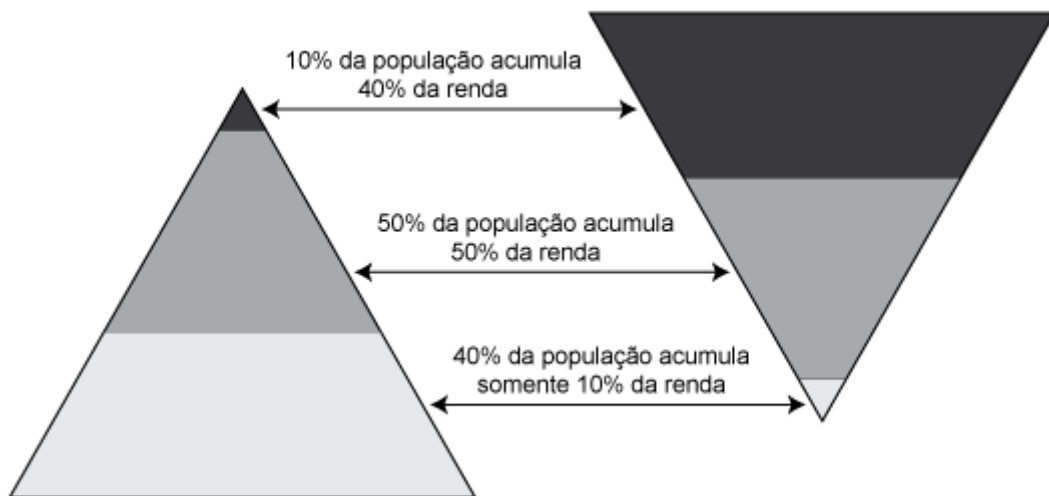 10% da população acumula
40% da renda
50% da população acumula
50% da renda
40% da população acumula
somente 10% da renda